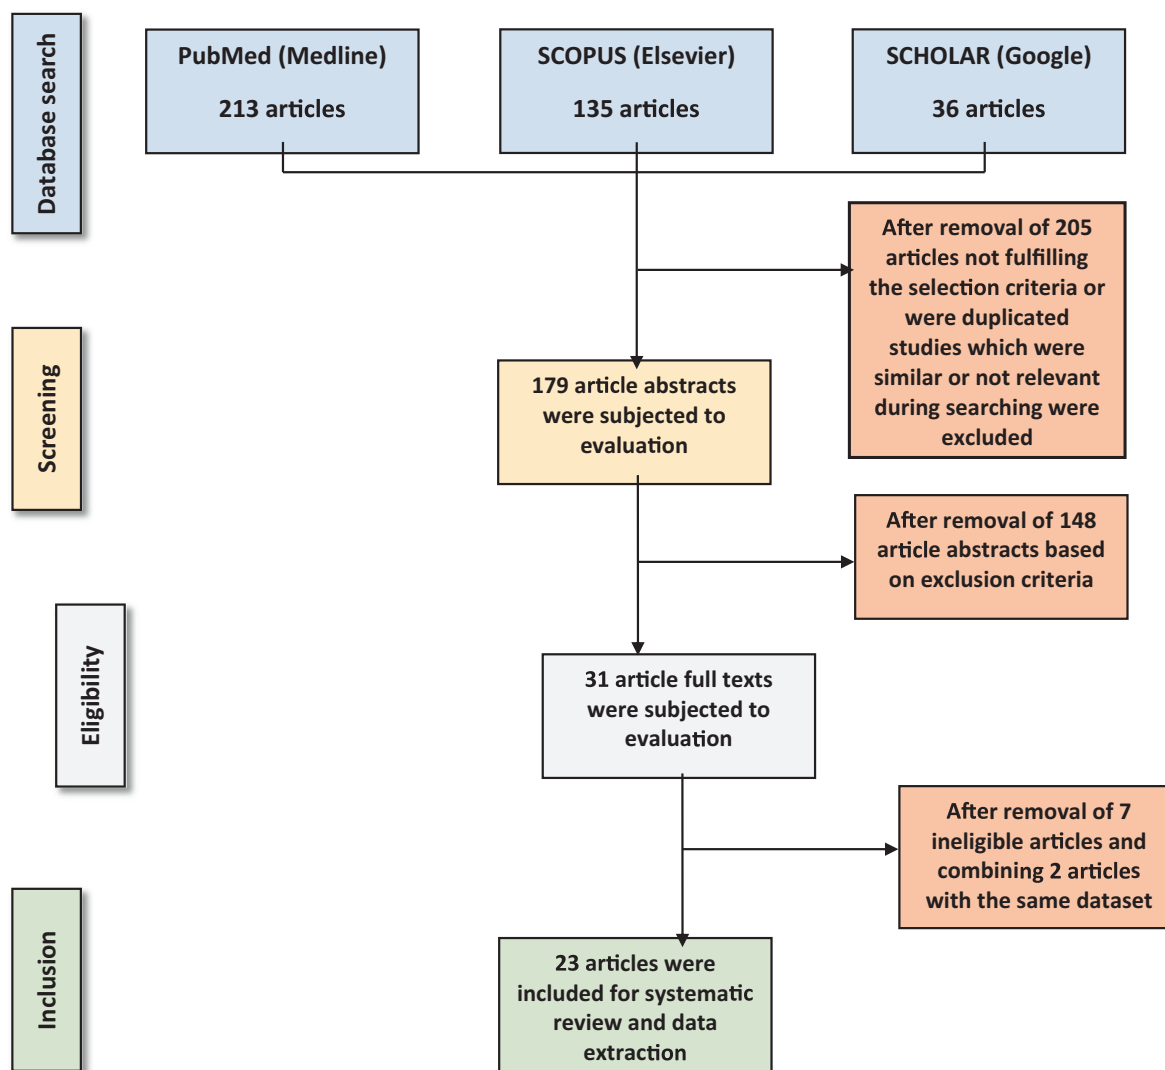 Database search
PubMed (Medline)
213 articles
SCOPUS (Elsevier)
135 articles
SCHOLAR (Google)
36 articles
After removal of 205
articles not fulfilling
the selection criteria or
were duplicated
studies which were
similar or not relevant
during searching were
excluded
Screening
179 article abstracts
were subjected to
evaluation
After removal of 148
article abstracts based
on exclusion criteria
Eligibility
31 article full texts
were subjected to
evaluation
After removal of 7
ineligible articles and
combining 2 articles
with the same dataset
Inclusion
23 articles were
included for systematic
review and data
extraction